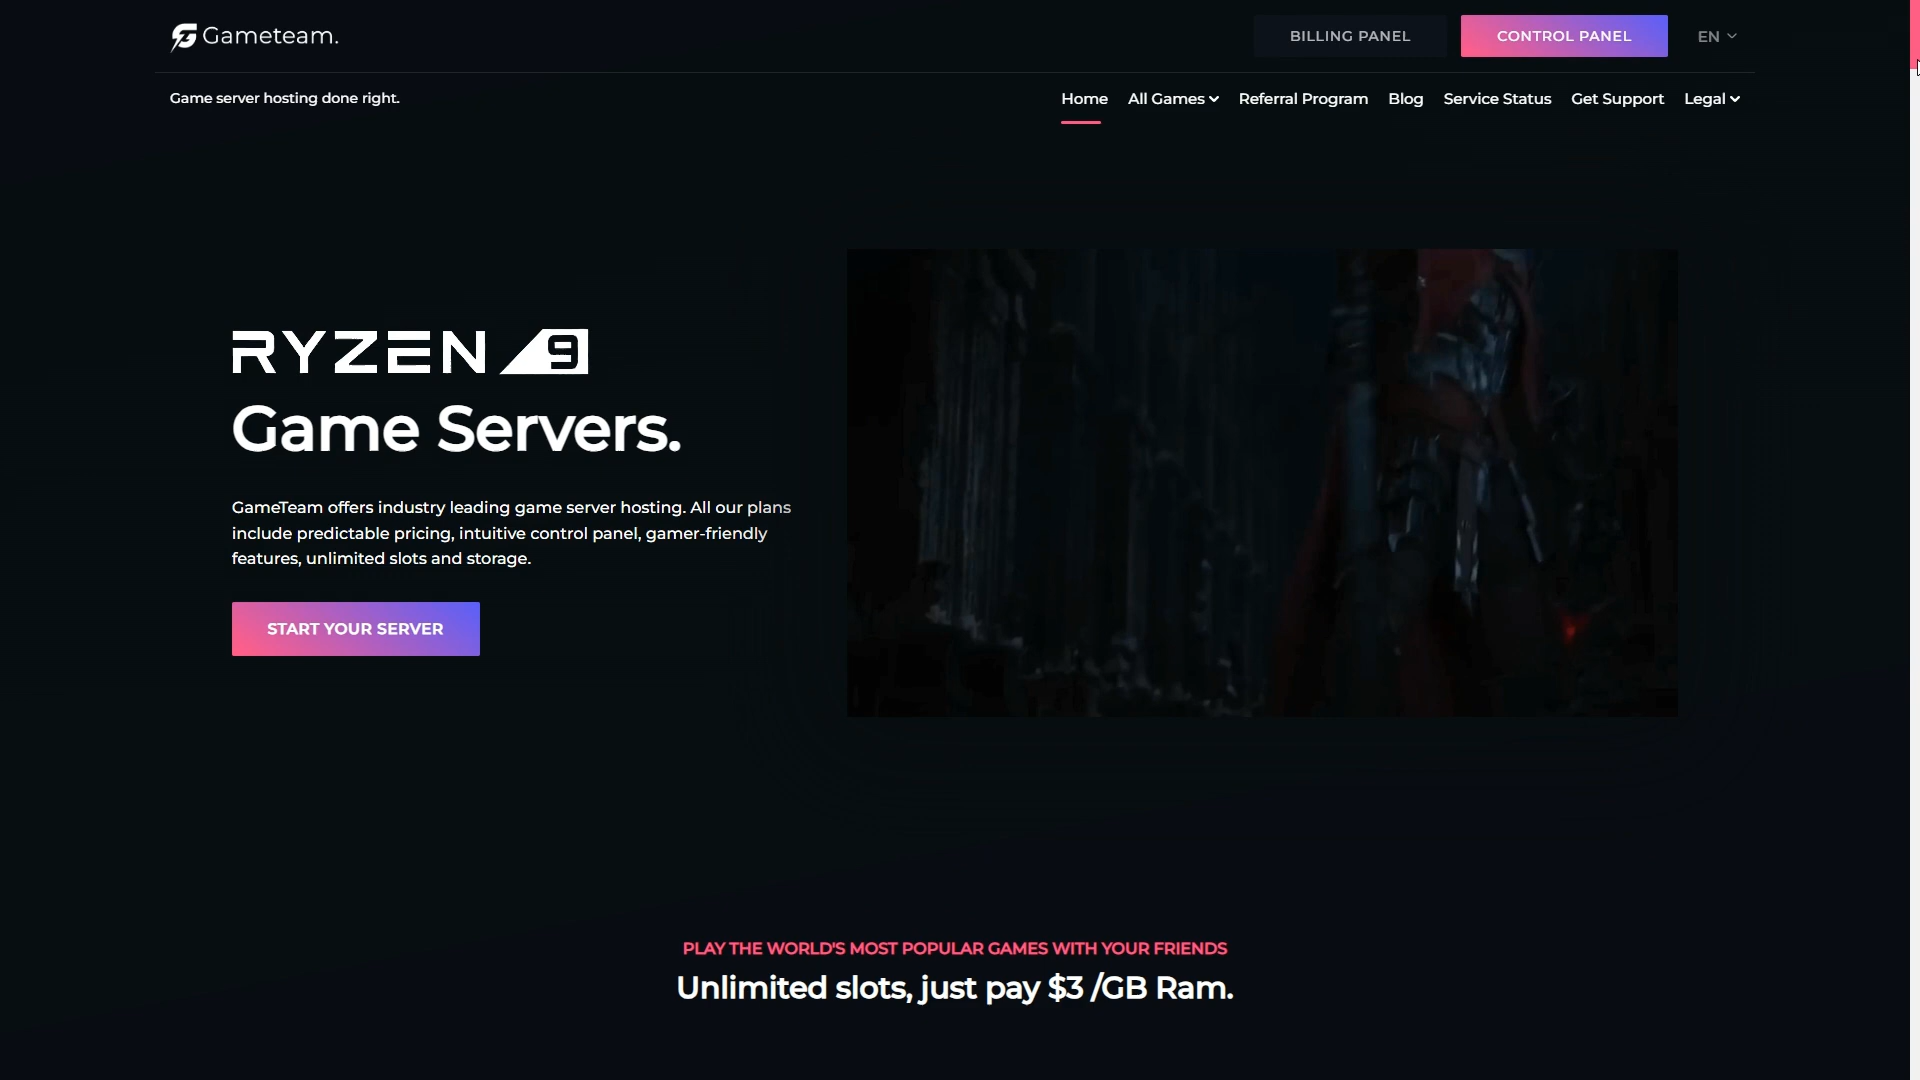 Gameteam.
BILLING PANEL
CONTROL PANEL
EN
Game server hosting done right.
Home
All Games
Referral Program
Blog
Service Status
Get Support
Legal
RYZEN 9
Game Servers.
GameTeam offers industry leading game server hosting. All our plans
include predictable pricing, intuitive control panel, gamer-friendly
features, unlimited slots and storage.
START YOUR SERVER
PLAY THE WORLD'S MOST POPULAR GAMES WITH YOUR FRIENDS
Unlimited slots, just pay $3 /GB Ram.